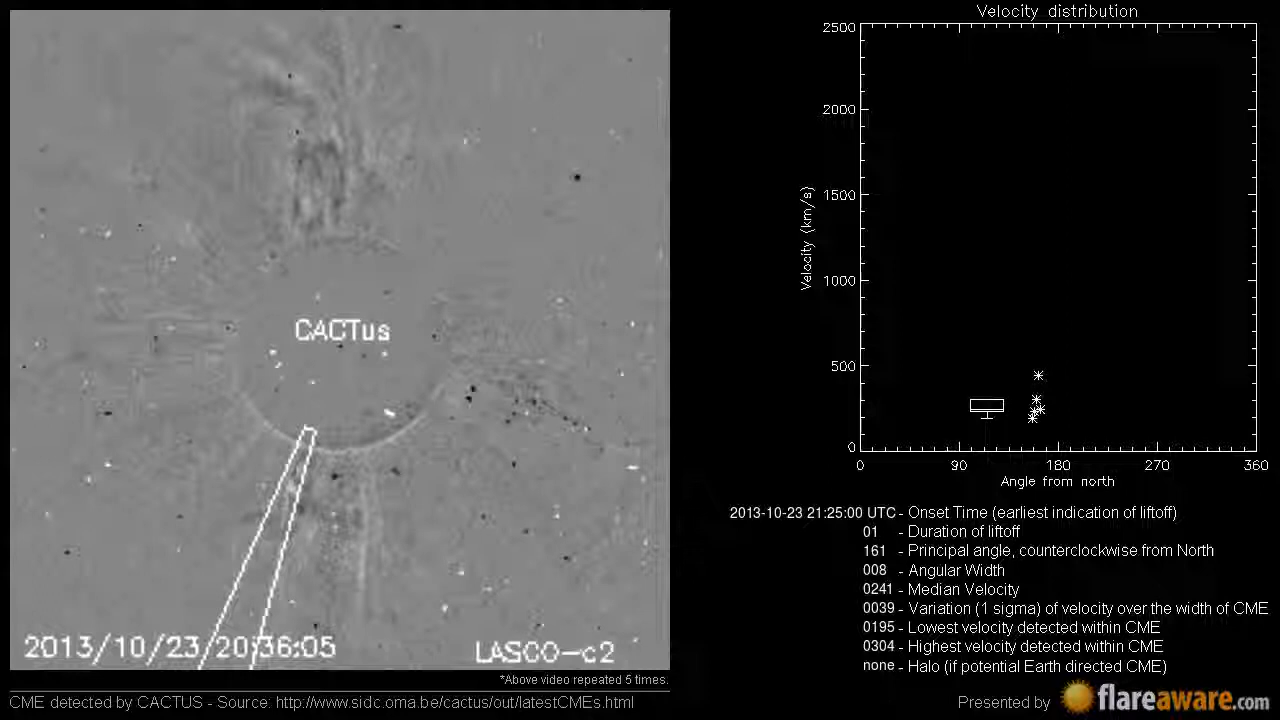 Velocity distribution
2500
2000
1500
1000
500
0
Velocity (km/s)
0 90 180 270 360
Angle from north
CACTus
2013/10/23/20:36:05
LASCO-c2
*Above video repeated 5 times.
2013-10-23 21:25:00 UTC - Onset Time (earliest indication of liftoff)
01 - Duration of liftoff
161 - Principal angle, counterclockwise from North
008 - Angular Width
0241 - Median Velocity
0039 - Variation (1 sigma) of velocity over the width of CME
0195 - Lowest velocity detected within CME
0304 - Highest velocity detected within CME
none - Halo (if potential Earth directed CME)
CME detected by CACTUS - Source: http://www.sidc.oma.be/cactus/out/latestCMEs.html
Presented by flareaware.com